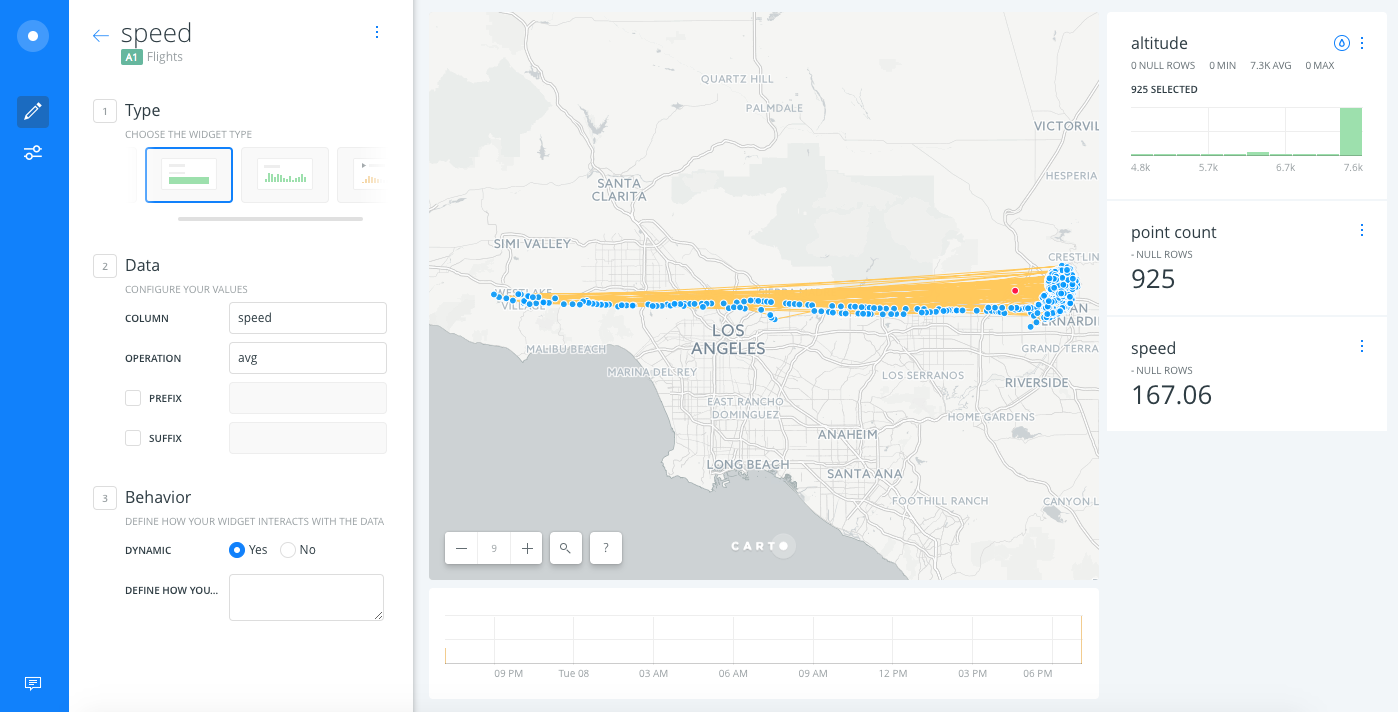 speed
A1 Flights
1 Type
CHOOSE THE WIDGET TYPE
2 Data
CONFIGURE YOUR VALUES
COLUMN speed
OPERATION avg
PREFIX
SUFFIX
3 Behavior
DEFINE HOW YOUR WIDGET INTERACTS WITH THE DATA
DYNAMIC Yes No
DEFINE HOW YOU...
QUARTZ HILL
PALMDALE
VICTORVIL
HESPERIA
SANTA
CLARITA
SIMI VALLEY
CRESTLIN
VILLAGE
AN
ERNARDI
LOS
ANGELES
MALIBU BEACH
GRAND TERRA
MARINA DEL REY
LOS SERRANOS
RIVERSIDE
EAST RANCHO
DOMINGUEZ
HOME GARDENS
ANAHEIM
LONG BEACH
SANTA ANA
FOOTHILL RANCH
CANYON L
9
?
CARTO
09 PM Tue 08 03 AM 06 AM 09 AM 12 PM 03 PM 06 PM
altitude
0 NULL ROWS 0 MIN 7.3K AVG 0 MAX
925 SELECTED
4.8k 5.7k 6.7k 7.6k
point count
- NULL ROWS
925
speed
- NULL ROWS
167.06